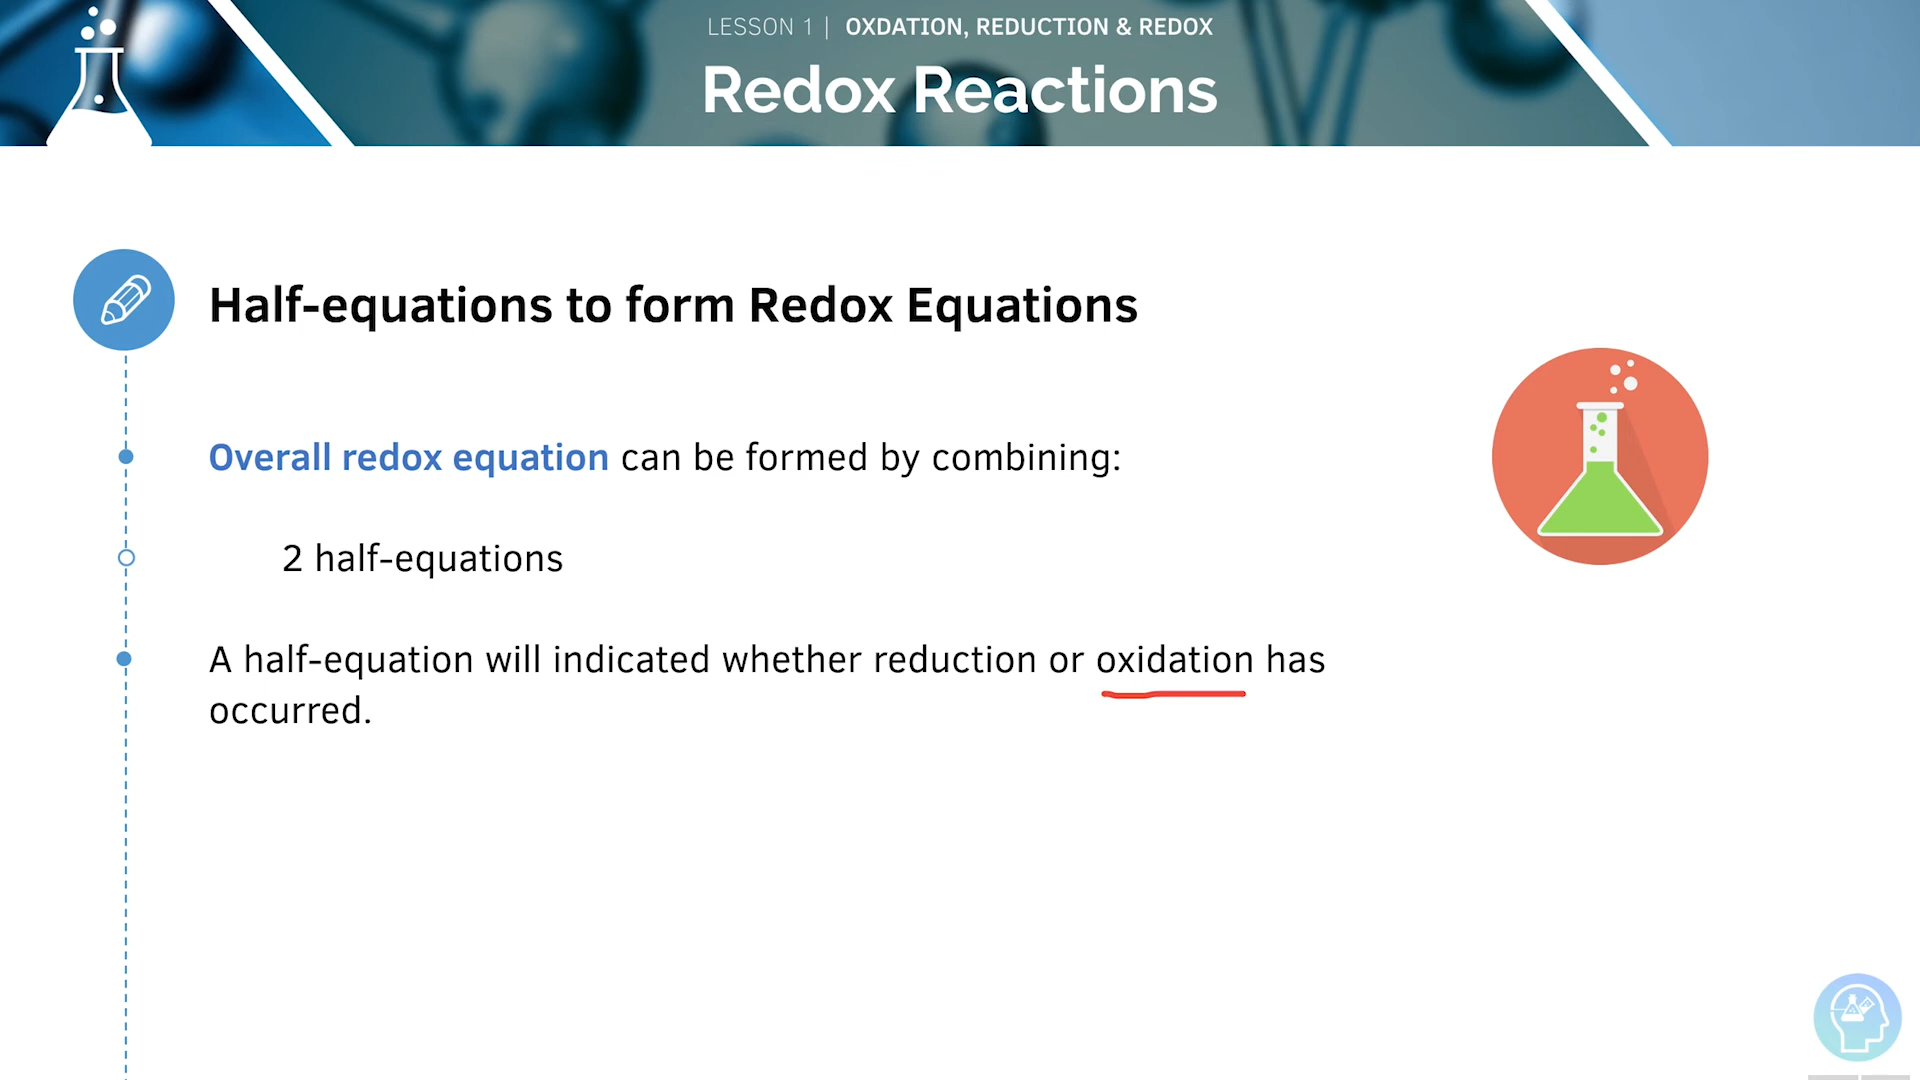 LESSON 1 | OXDATION, REDUCTION & REDOX
Redox Reactions
Half-equations to form Redox Equations
Overall redox equation can be formed by combining:
2 half-equations
A half-equation will indicated whether reduction or oxidation has
occurred.